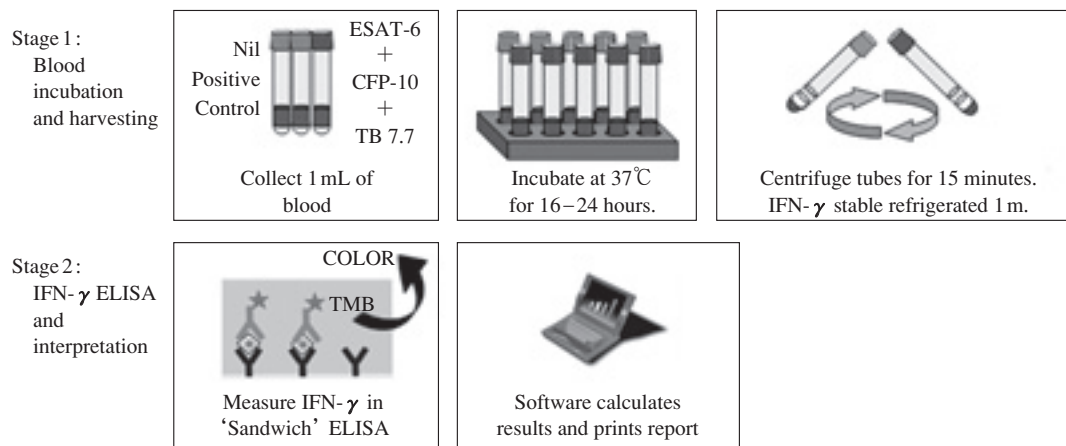 Stage 1:
Blood
incubation
and harvesting
Nil
Positive
Control
ESAT-6
+
CFP-10
+
TB 7.7
Collect 1 mL of
blood
Incubate at 37℃
for 16–24 hours.
Centrifuge tubes for 15 minutes.
IFN-γ stable refrigerated 1 m.
Stage 2:
IFN-γ ELISA
and
interpretation
COLOR
TMB
Measure IFN-γ in
‘Sandwich’ ELISA
Software calculates
results and prints report